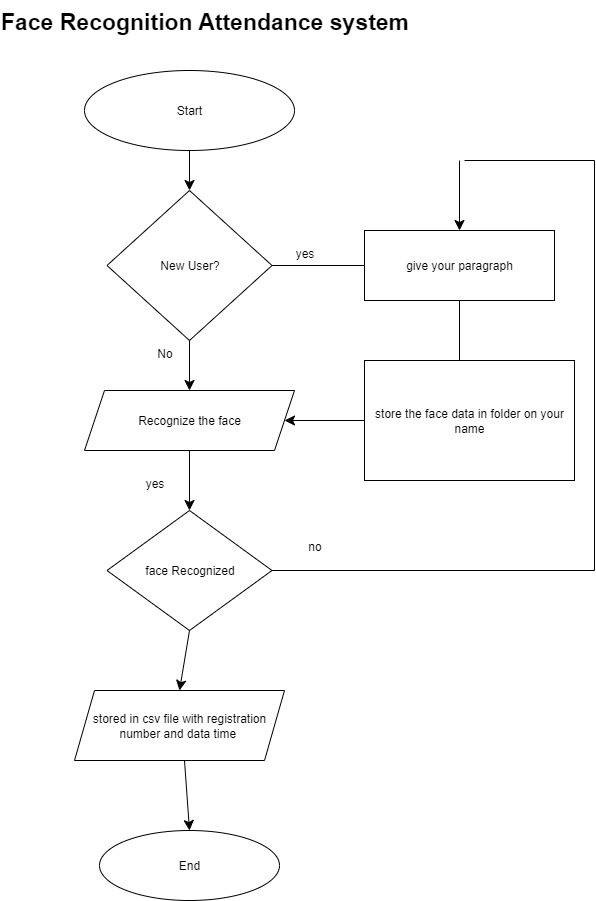 Face Recognition Attendance system
Start
New User?
yes
give your paragraph
No
Recognize the face
store the face data in folder on your
name
yes
face Recognized
no
stored in csv file with registration
number and data time
End